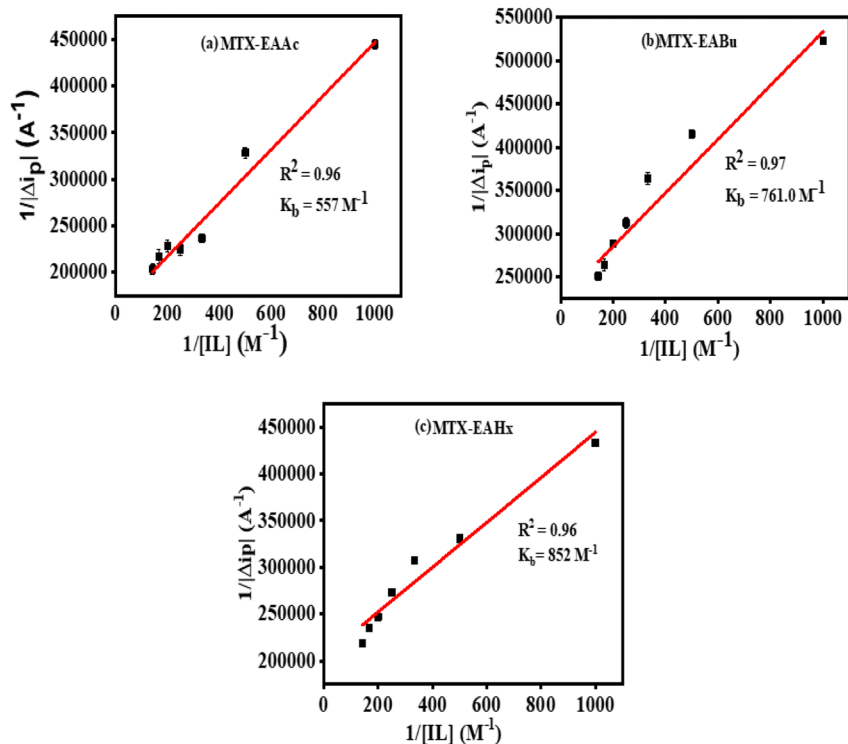 (a) MTX-EAAc
450000
400000
350000
300000
250000
200000
1/|Δip| (A⁻¹)
R² = 0.96
K_b = 557 M⁻¹
0 200 400 600 800 1000
1/[IL] (M⁻¹)
(b) MTX-EABu
550000
500000
450000
400000
350000
300000
250000
1/|Δip| (A⁻¹)
R² = 0.97
K_b = 761.0 M⁻¹
0 200 400 600 800 1000
1/[IL] (M⁻¹)
(c) MTX-EAHx
450000
400000
350000
300000
250000
200000
1/|Δip| (A⁻¹)
R² = 0.96
K_b = 852 M⁻¹
0 200 400 600 800 1000
1/[IL] (M⁻¹)